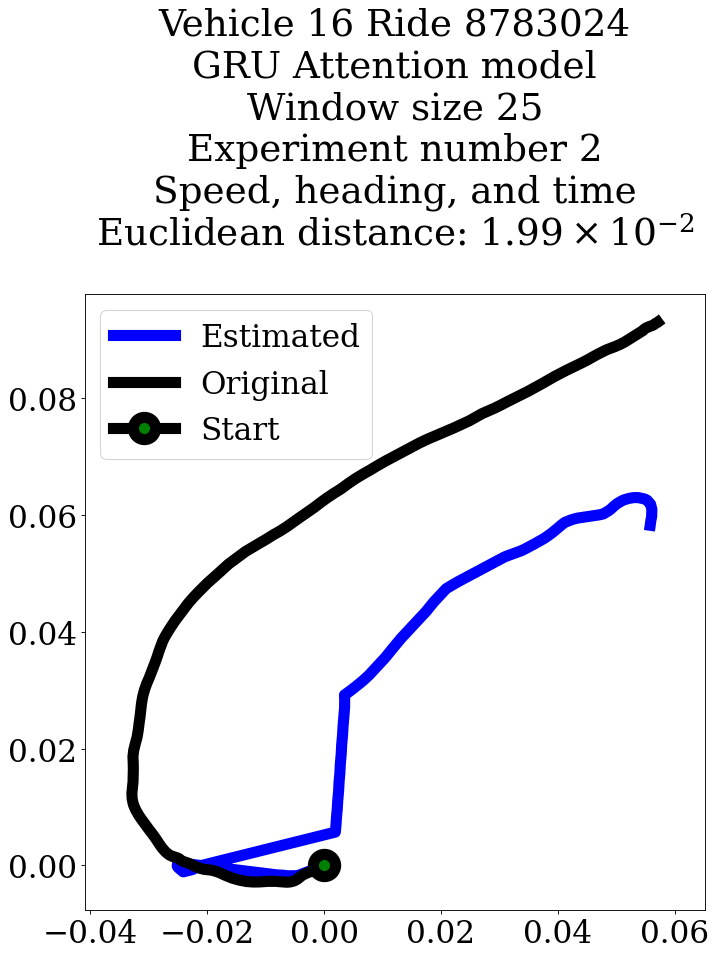 Vehicle 16 Ride 8783024
GRU Attention model
Window size 25
Experiment number 2
Speed, heading, and time
Euclidean distance: 1.99 × 10⁻²
Estimated
Original
Start
0.08
0.06
0.04
0.02
0.00
−0.04 −0.02 0.00 0.02 0.04 0.06